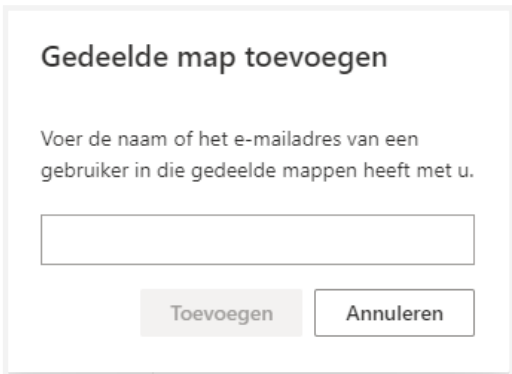 Gedeelde map toevoegen
Voer de naam of het e-mailadres van een
gebruiker in die gedeelde mappen heeft met u.
Toevoegen
Annuleren